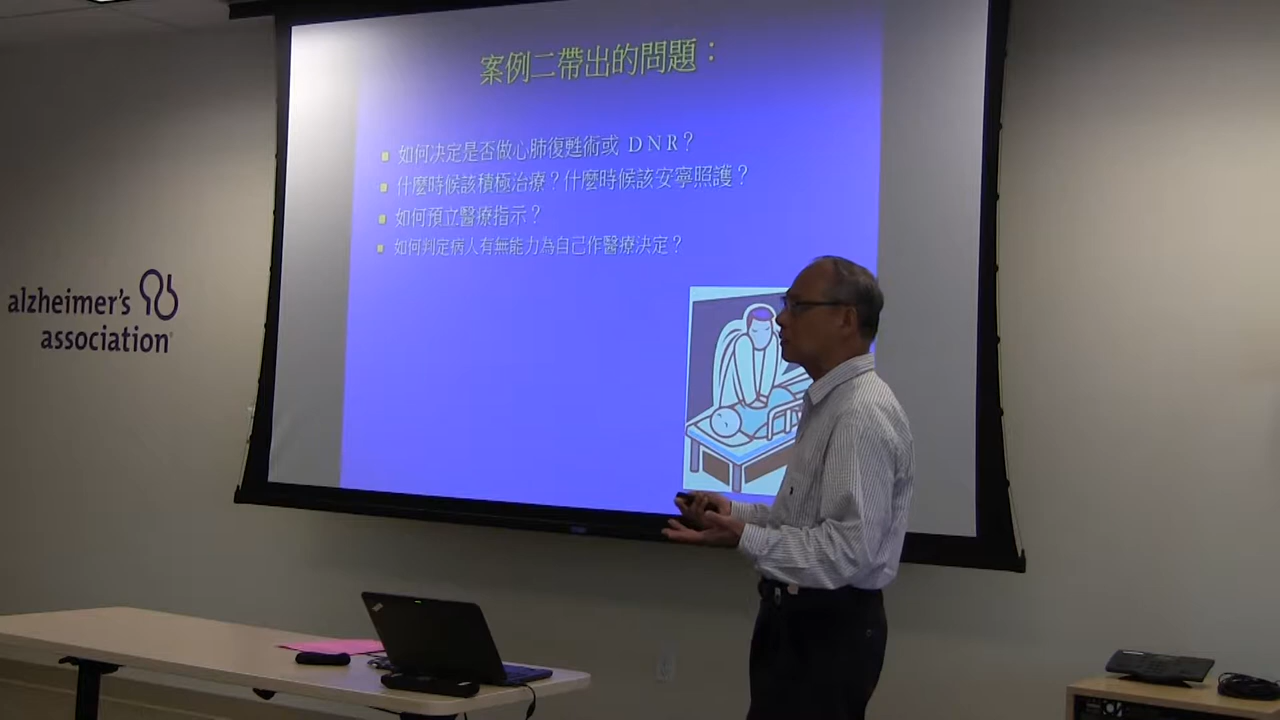 案例二帶出的問題：
如何决定是否做心肺復甦術或 DNR？
什麼時候該積極治療？什麼時候該安寧照護？
如何預立醫療指示？
如何判定病人有無能力為自己作醫療決定？
alzheimer's
association